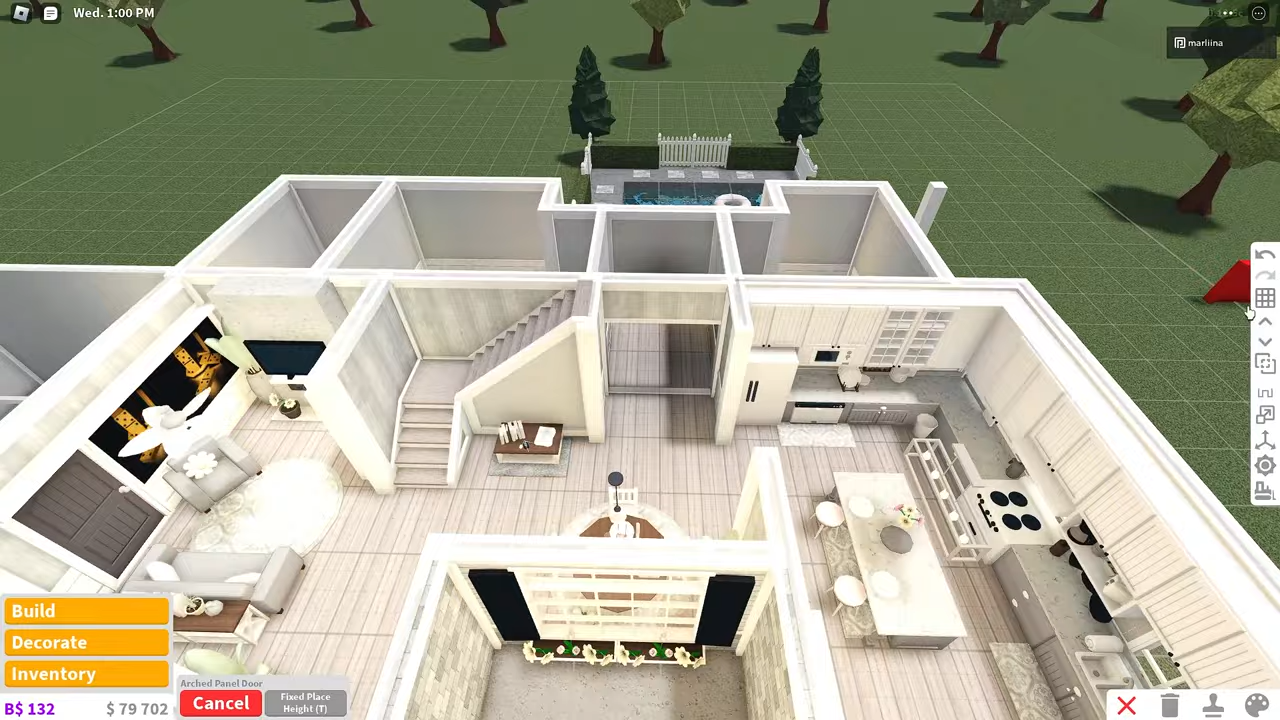 Wed. 1:00 PM
marliina
Build
Decorate
Inventory
Arched Panel Door
Cancel
Fixed Place
Height (T)
B$ 132
$ 79 702